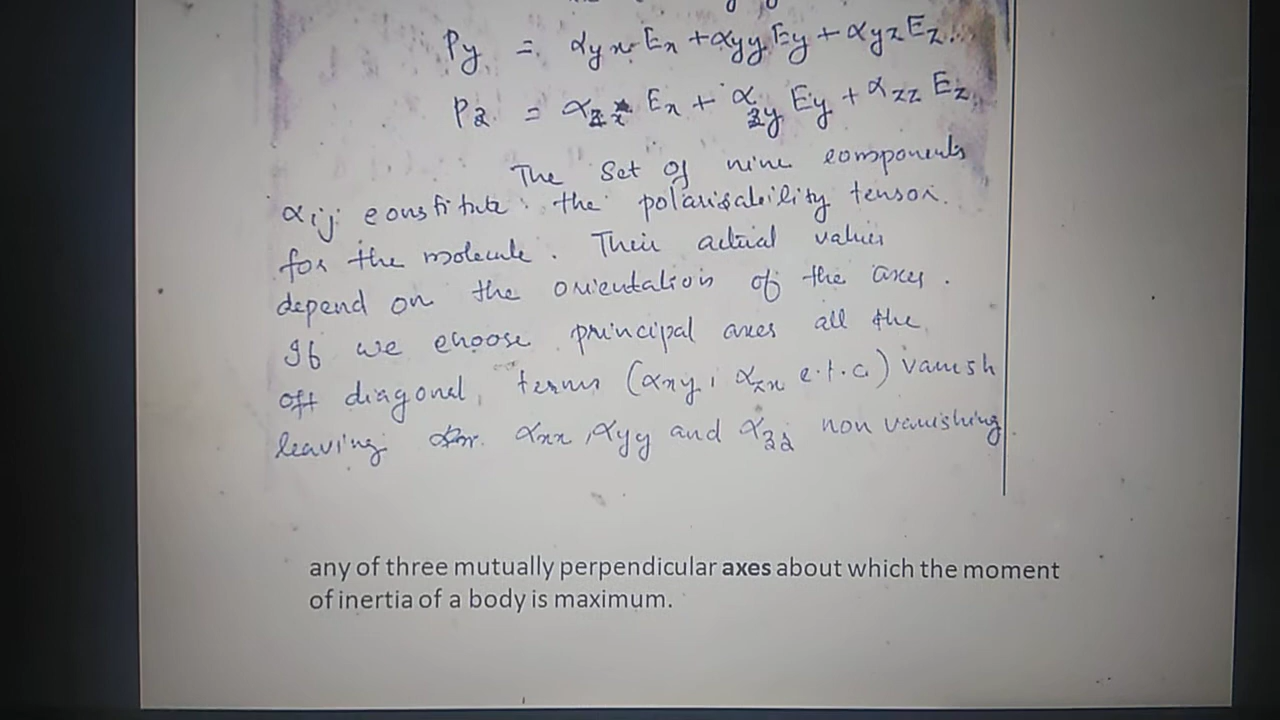 Py = αyx Ex + αyy Ey + αyz Ez..
Pz = αzx Ex + αzy Ey + αzz Ez.
The Set of nine components
αij constitute the polarisability tensor.
for the molecule. Their actual values
depend on the orientation of the axes.
If we choose principal axes all the
off diagonal terms (αxy, αzx e.t.c.) vanish
leaving αxx, αyy and αzz non vanishing
any of three mutually perpendicular axes about which the moment
of inertia of a body is maximum.